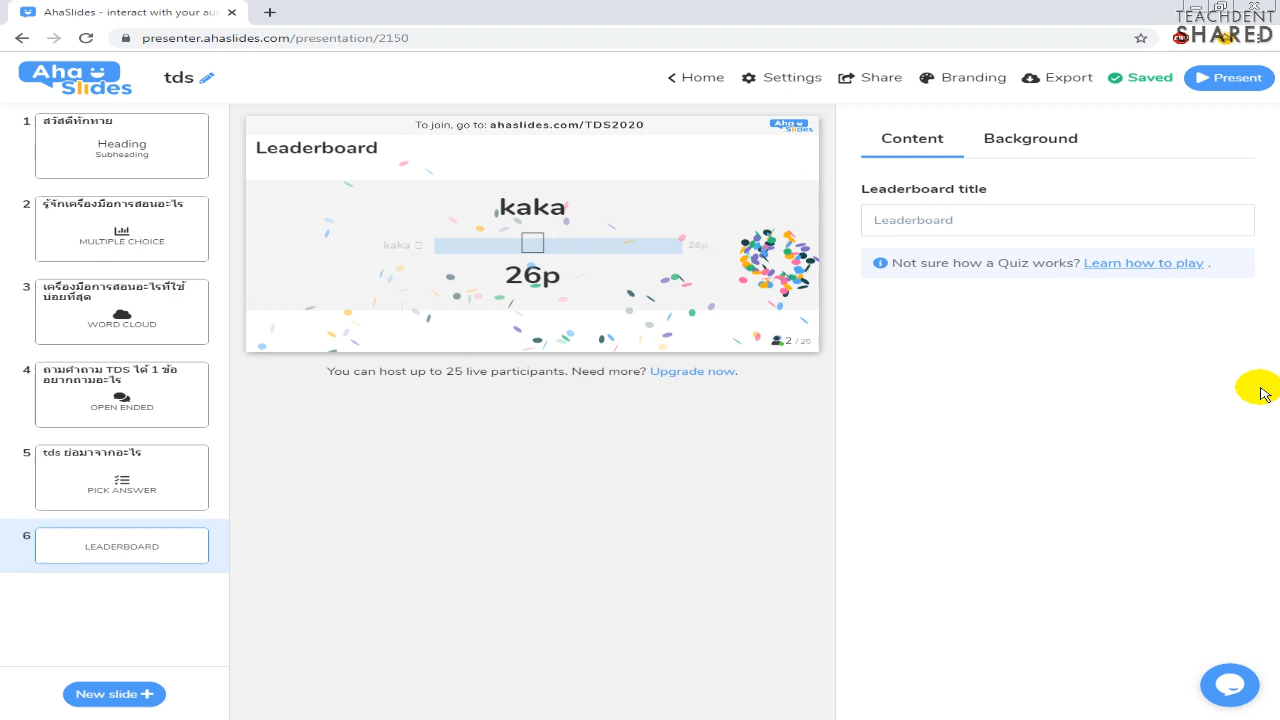 AhaSlides - interact with your au
TEACHDENT
SHARED
presenter.ahaslides.com/presentation/2150
Aha
Slides
tds
Home
Settings
Share
Branding
Export
Saved
Present
1
สวัสดีทักทาย
Heading
Subheading
2
รู้จักเครื่องมือการสอนอะไร
MULTIPLE CHOICE
3
เครื่องมือการสอนอะไรที่ใช้
บ่อยที่สุด
WORD CLOUD
4
ถามคำถาม TDS ได้ 1 ข้อ
อยากถามอะไร
OPEN ENDED
5
tds ย่อมาจากอะไร
PICK ANSWER
6
LEADERBOARD
New slide
To join, go to: ahaslides.com/TDS2020
Aha
Slides
Leaderboard
kaka
kaka
26p
26p
2 / 25
You can host up to 25 live participants. Need more? Upgrade now.
Content
Background
Leaderboard title
Leaderboard
Not sure how a Quiz works? Learn how to play .